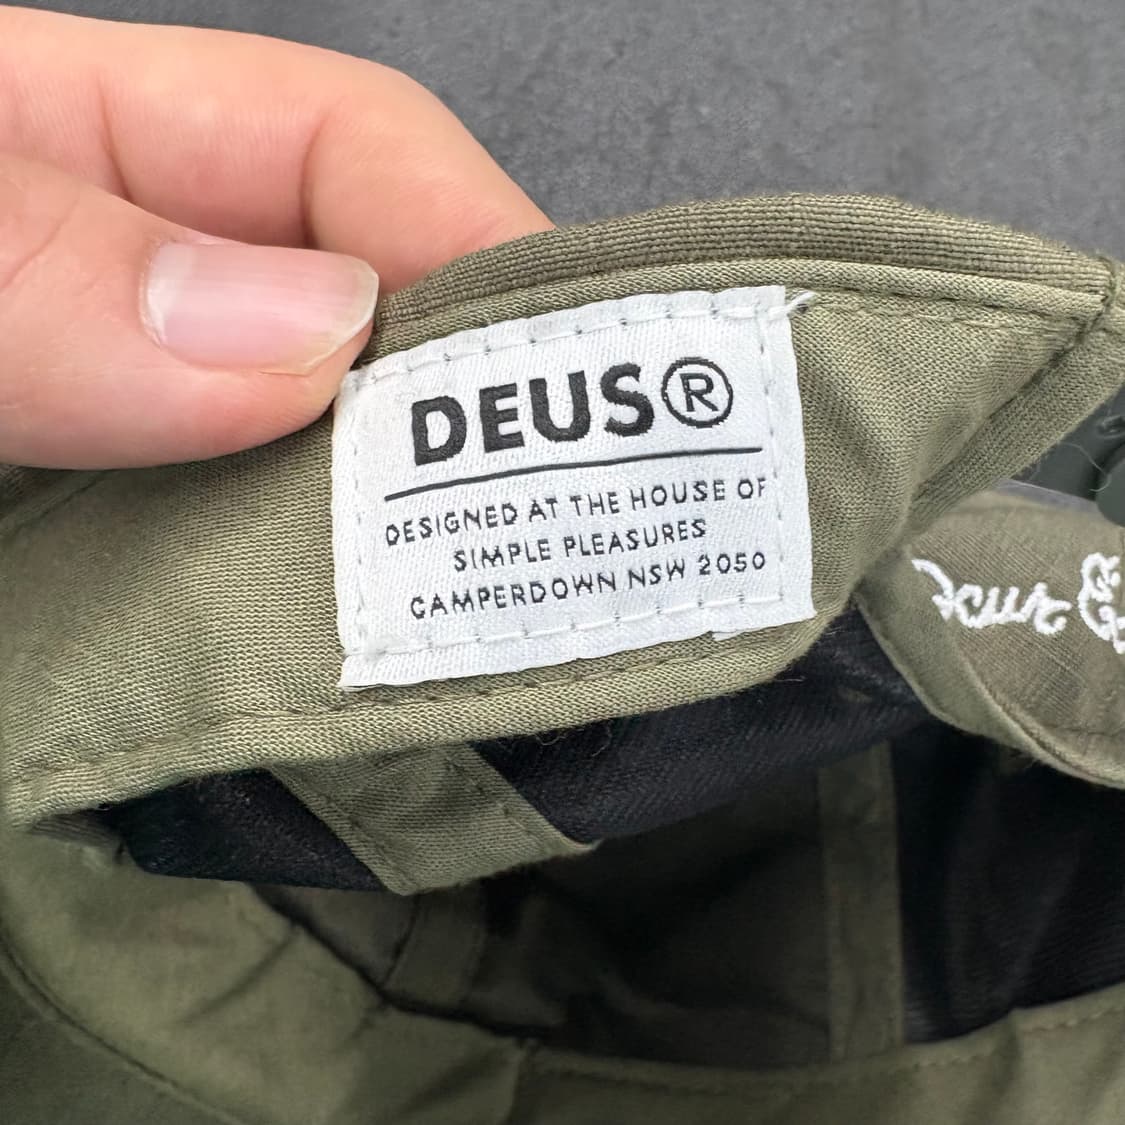 DEUS®
DESIGNED AT THE HOUSE OF
SIMPLE PLEASURES
CAMPERDOWN NSW 2050